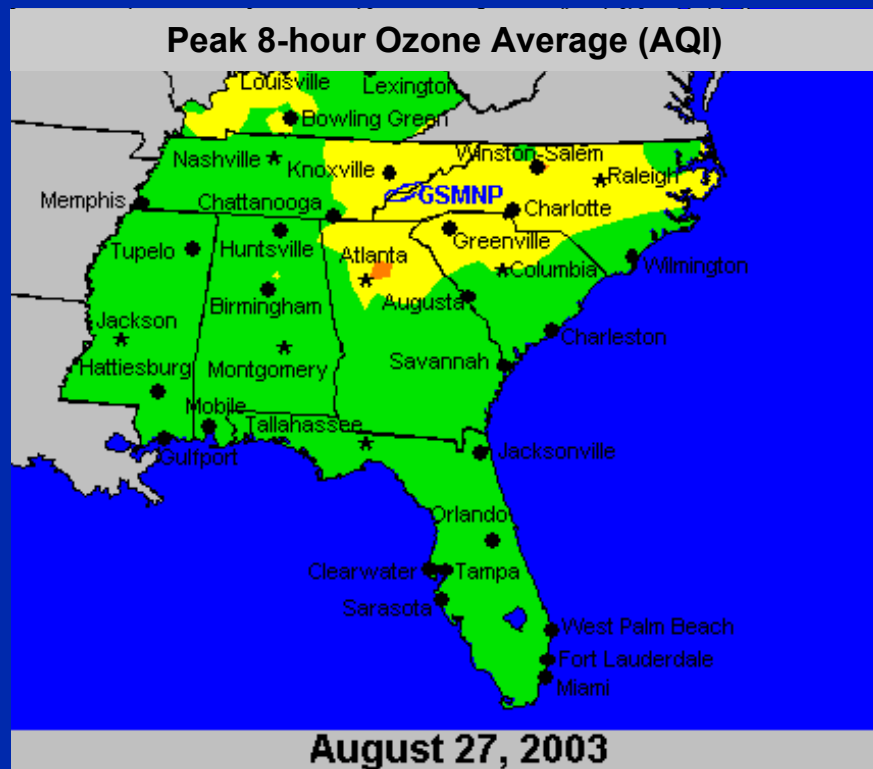 Peak 8-hour Ozone Average (AQI)
Louisville
Lexington
Bowling Green
Nashville
Knoxville
Winston-Salem
Raleigh
GSMNP
Memphis
Chattanooga
Charlotte
Tupelo
Huntsville
Atlanta
Greenville
Columbia
Wilmington
Birmingham
Augusta
Jackson
Charleston
Hattiesburg
Montgomery
Savannah
Mobile
Tallahassee
Gulfport
Jacksonville
Orlando
Clearwater
Tampa
Sarasota
West Palm Beach
Fort Lauderdale
Miami
August 27, 2003